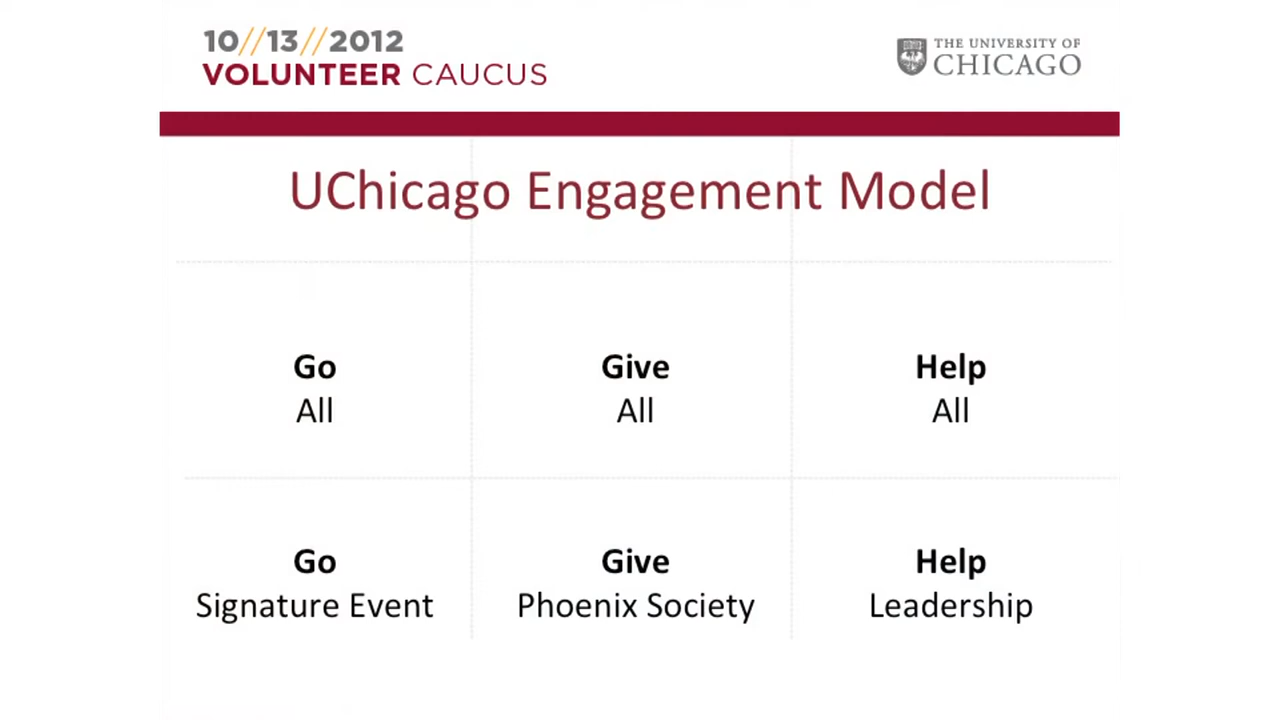 10//13//2012
VOLUNTEER CAUCUS
THE UNIVERSITY OF
CHICAGO
UChicago Engagement Model
Go
All
Give
All
Help
All
Go
Signature Event
Give
Phoenix Society
Help
Leadership